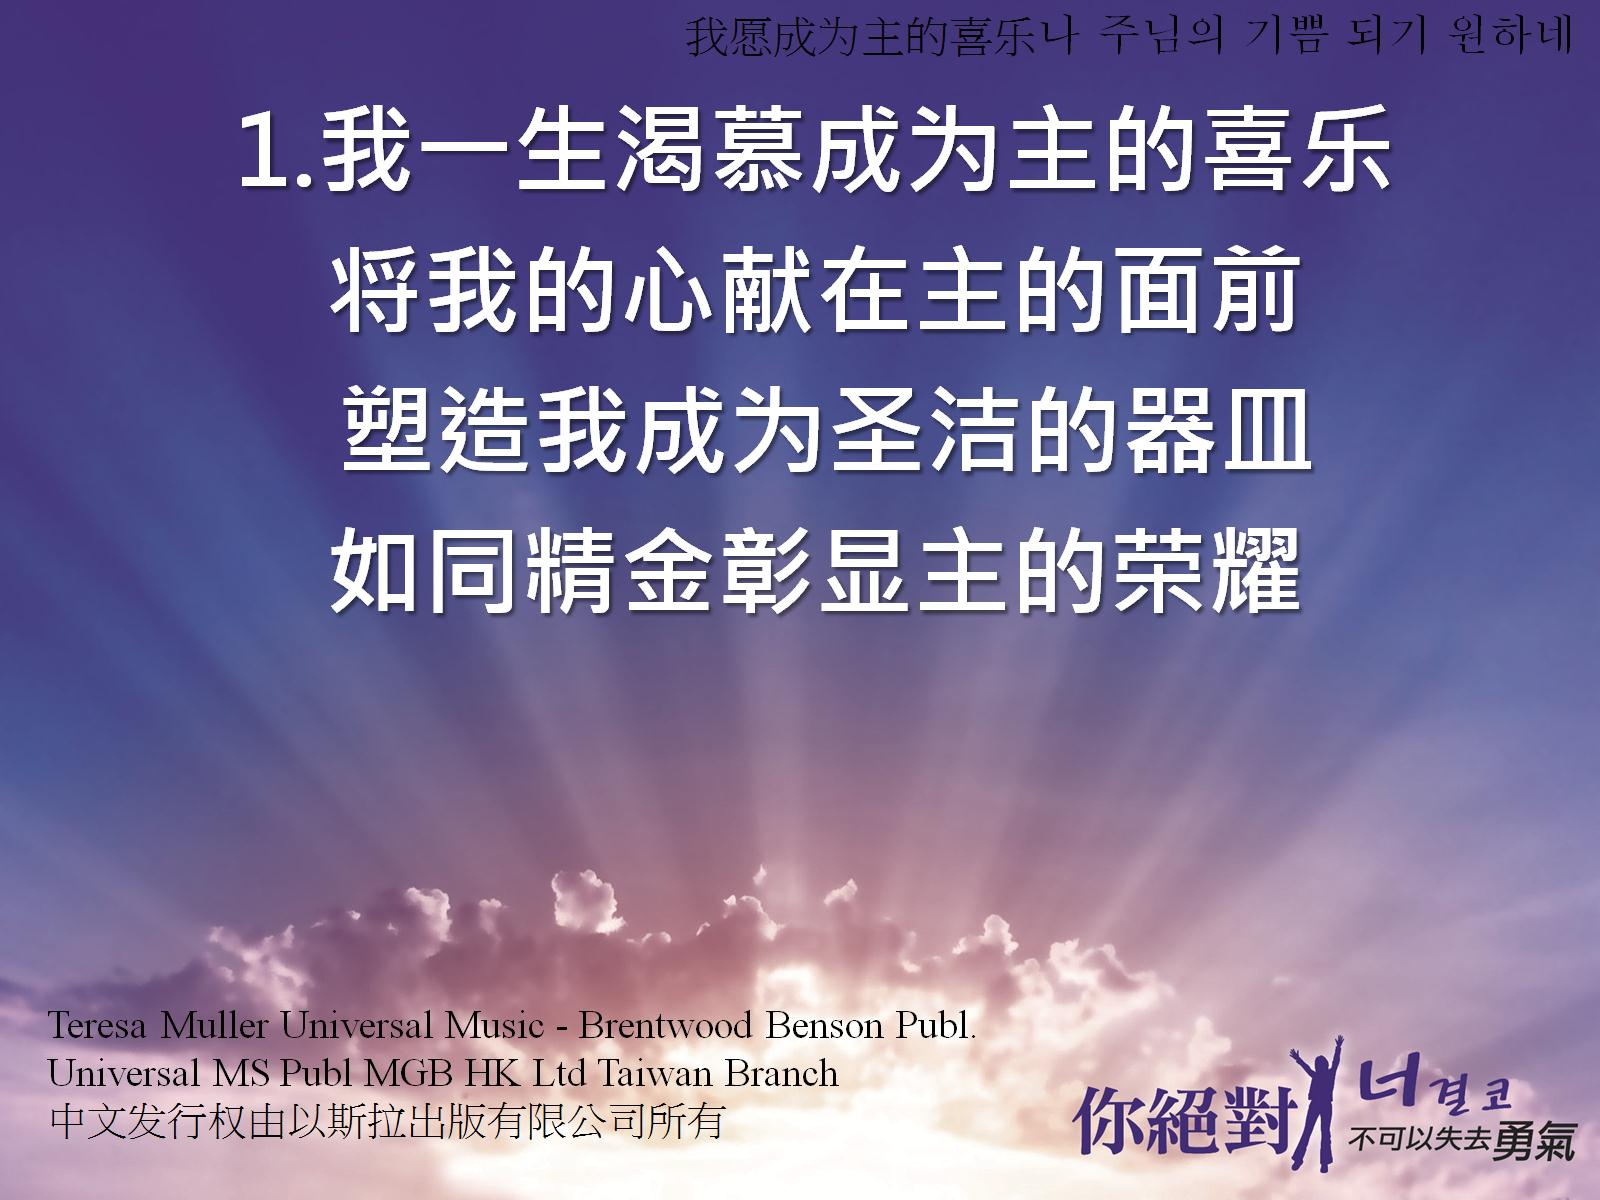 我愿成为主的喜乐나 주님의 기쁨 되기 원하네
1.我一生渴慕成为主的喜乐
将我的心献在主的面前
塑造我成为圣洁的器皿
如同精金彰显主的荣耀
Teresa Muller Universal Music - Brentwood Benson Publ.
Universal MS Publ MGB HK Ltd Taiwan Branch
中文发行权由以斯拉出版有限公司所有
你絕對 너 결코
不可以失去勇氣